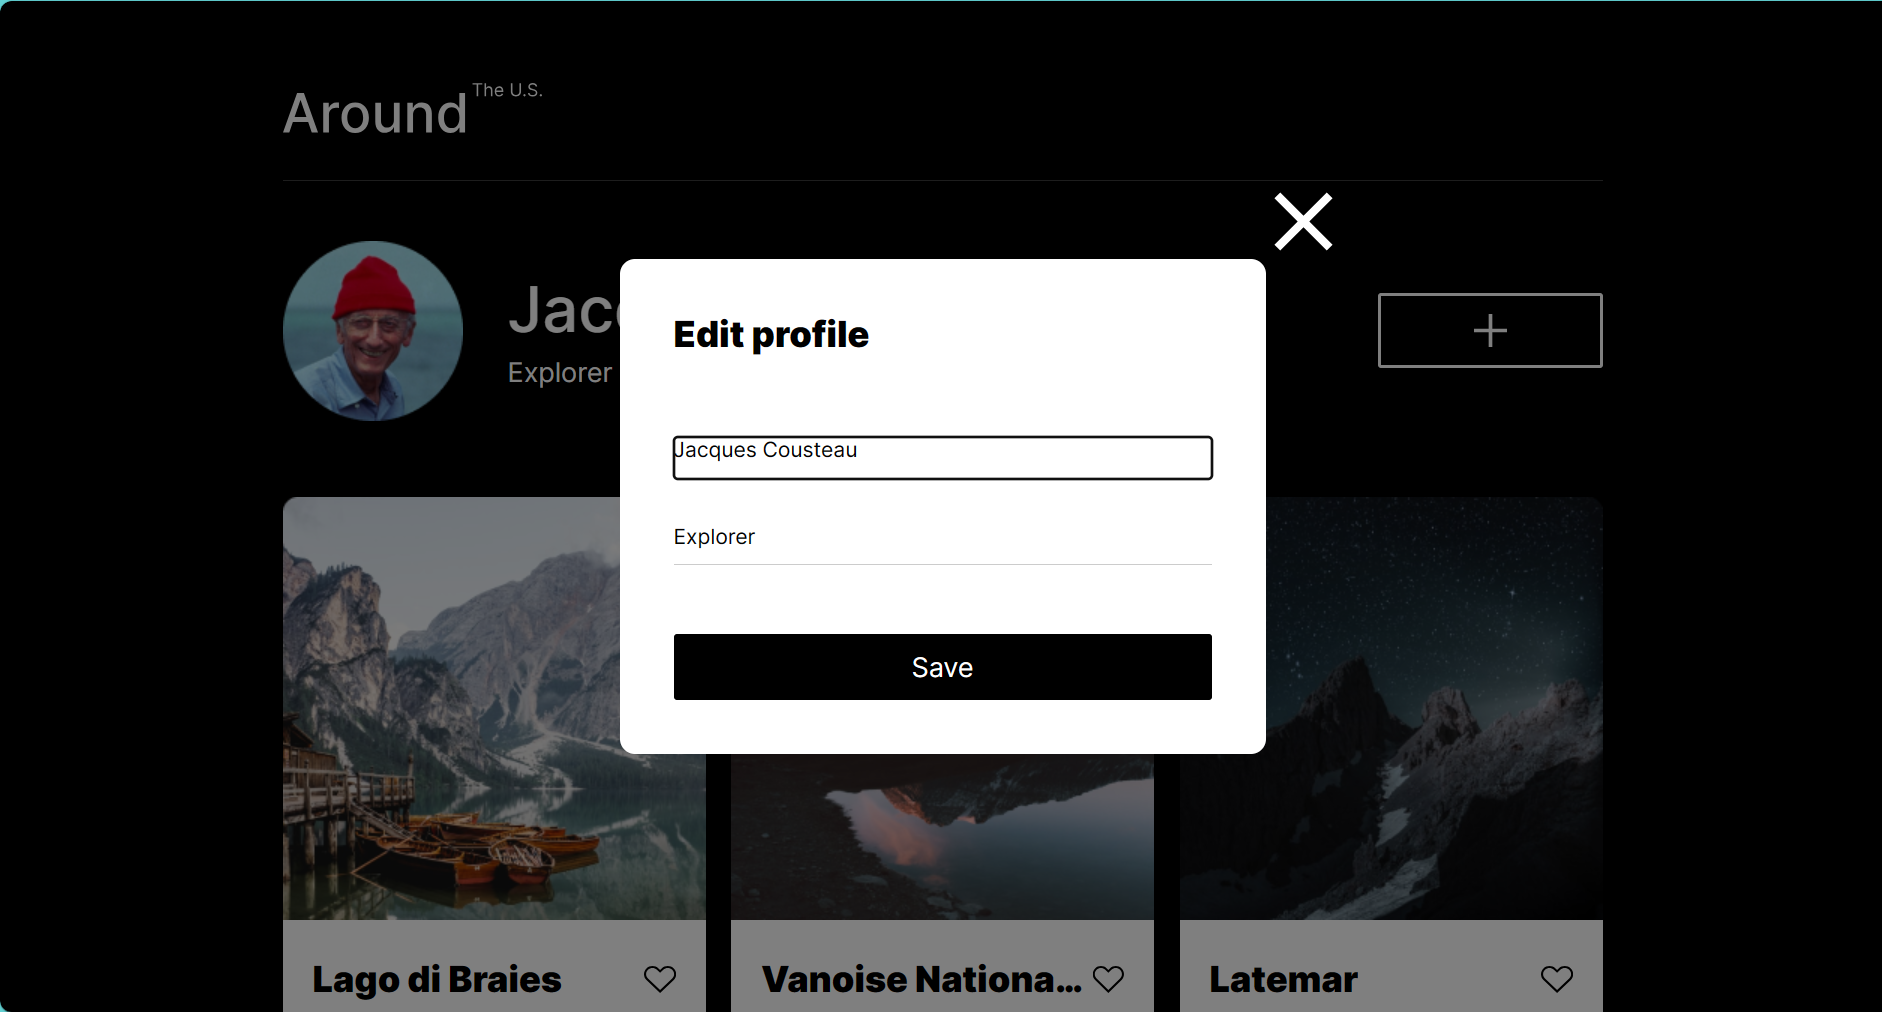 Around The U.S.
Jac
Explorer
Edit profile
Jacques Cousteau
Explorer
Save
Lago di Braies
Vanoise Nationa...
Latemar